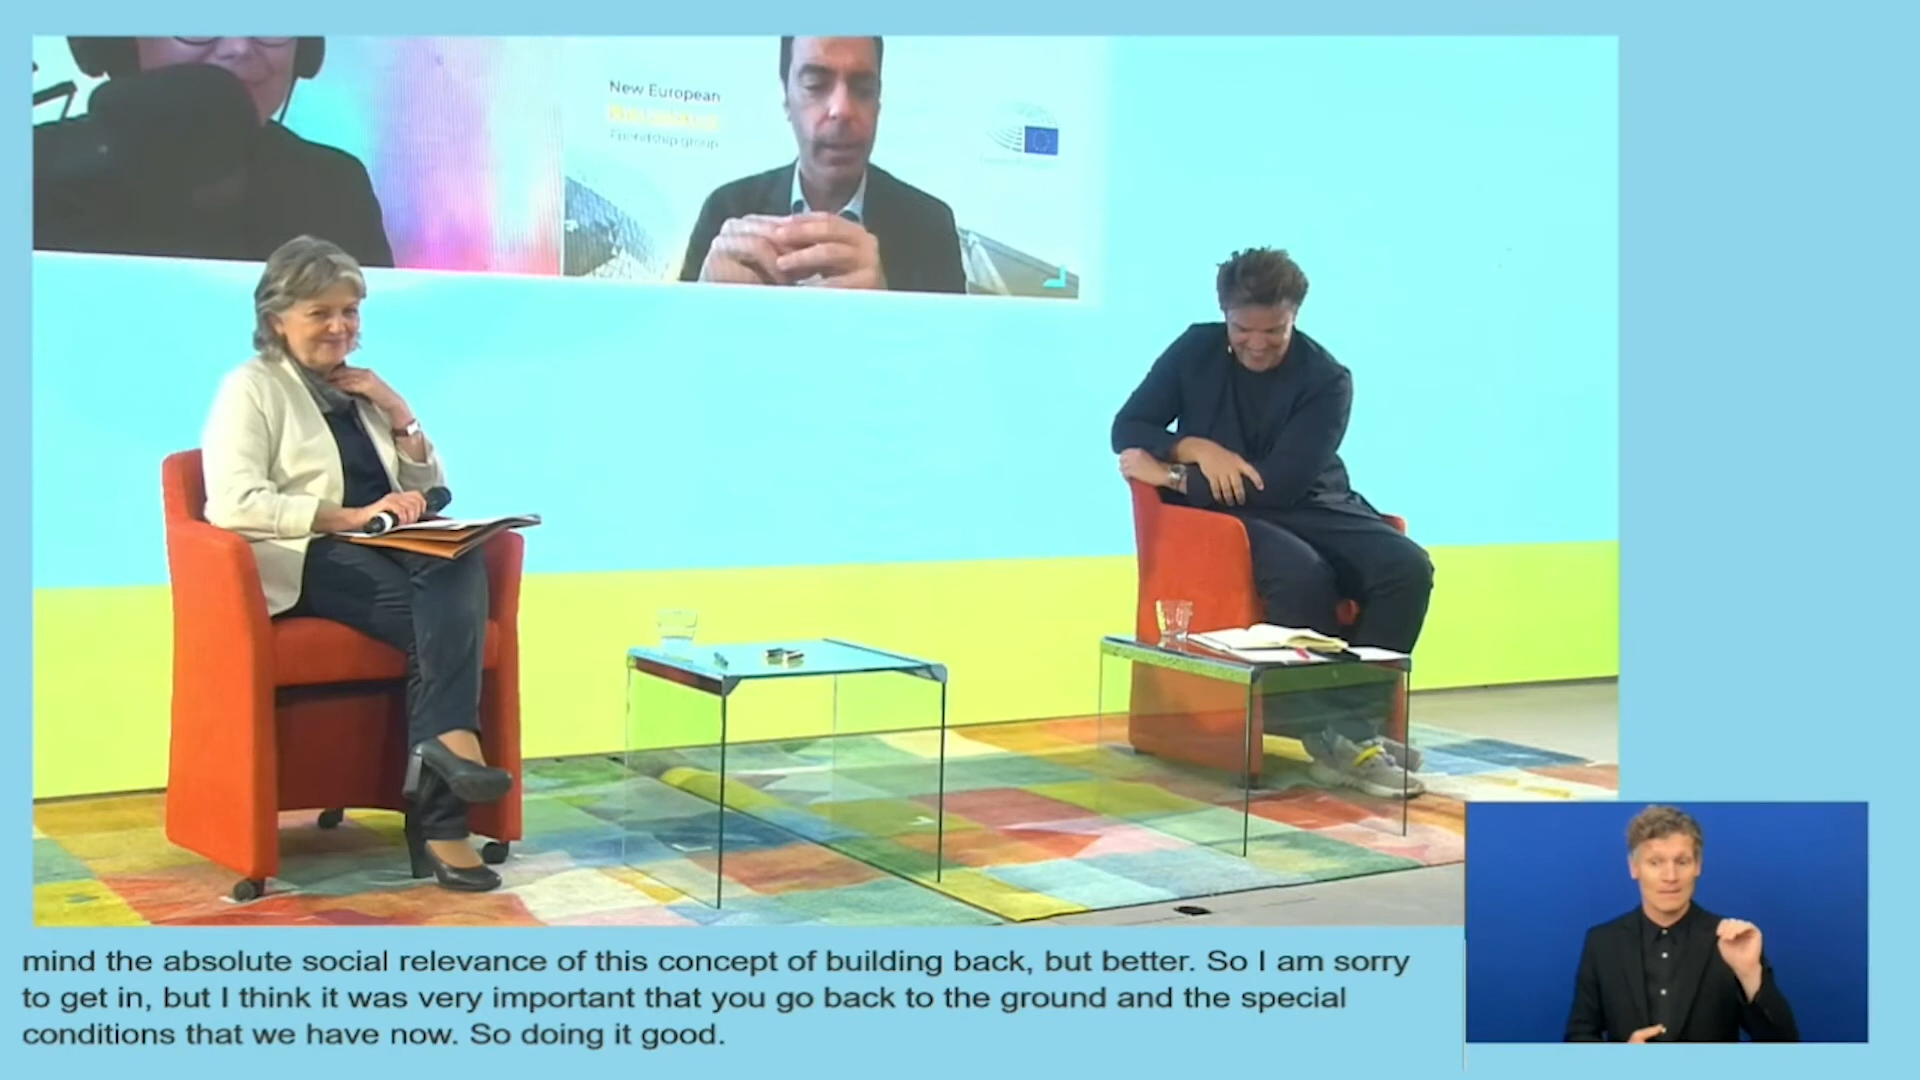 New European
Friendship group
mind the absolute social relevance of this concept of building back, but better. So I am sorry
to get in, but I think it was very important that you go back to the ground and the special
conditions that we have now. So doing it good.